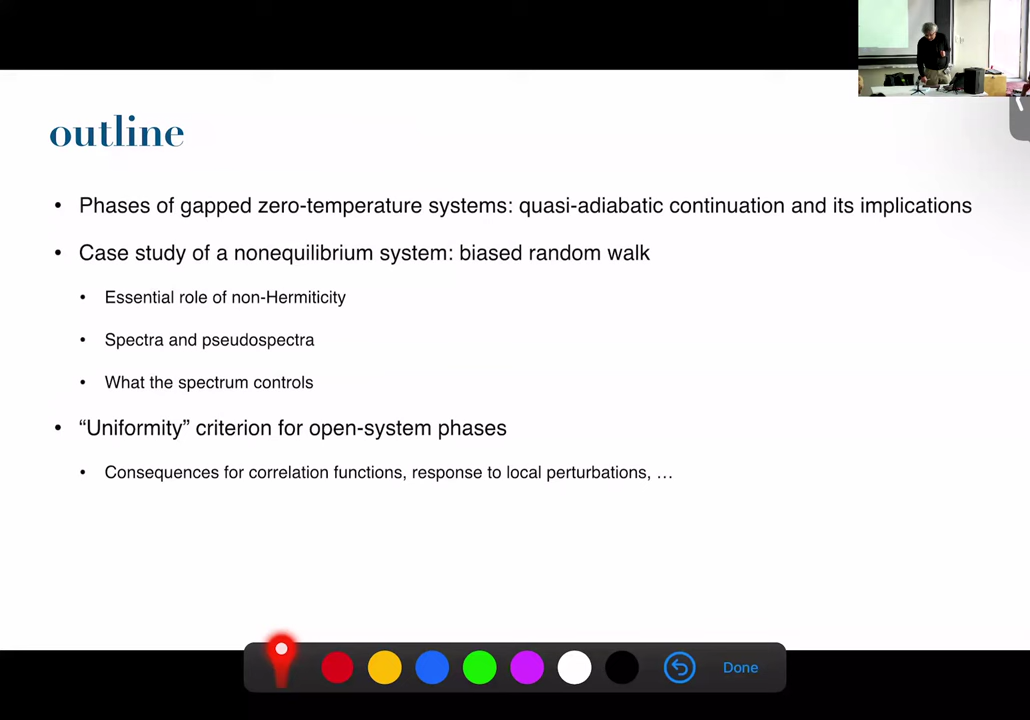 outline
• Phases of gapped zero-temperature systems: quasi-adiabatic continuation and its implications
• Case study of a nonequilibrium system: biased random walk
• Essential role of non-Hermiticity
• Spectra and pseudospectra
• What the spectrum controls
• “Uniformity” criterion for open-system phases
• Consequences for correlation functions, response to local perturbations, …
Done